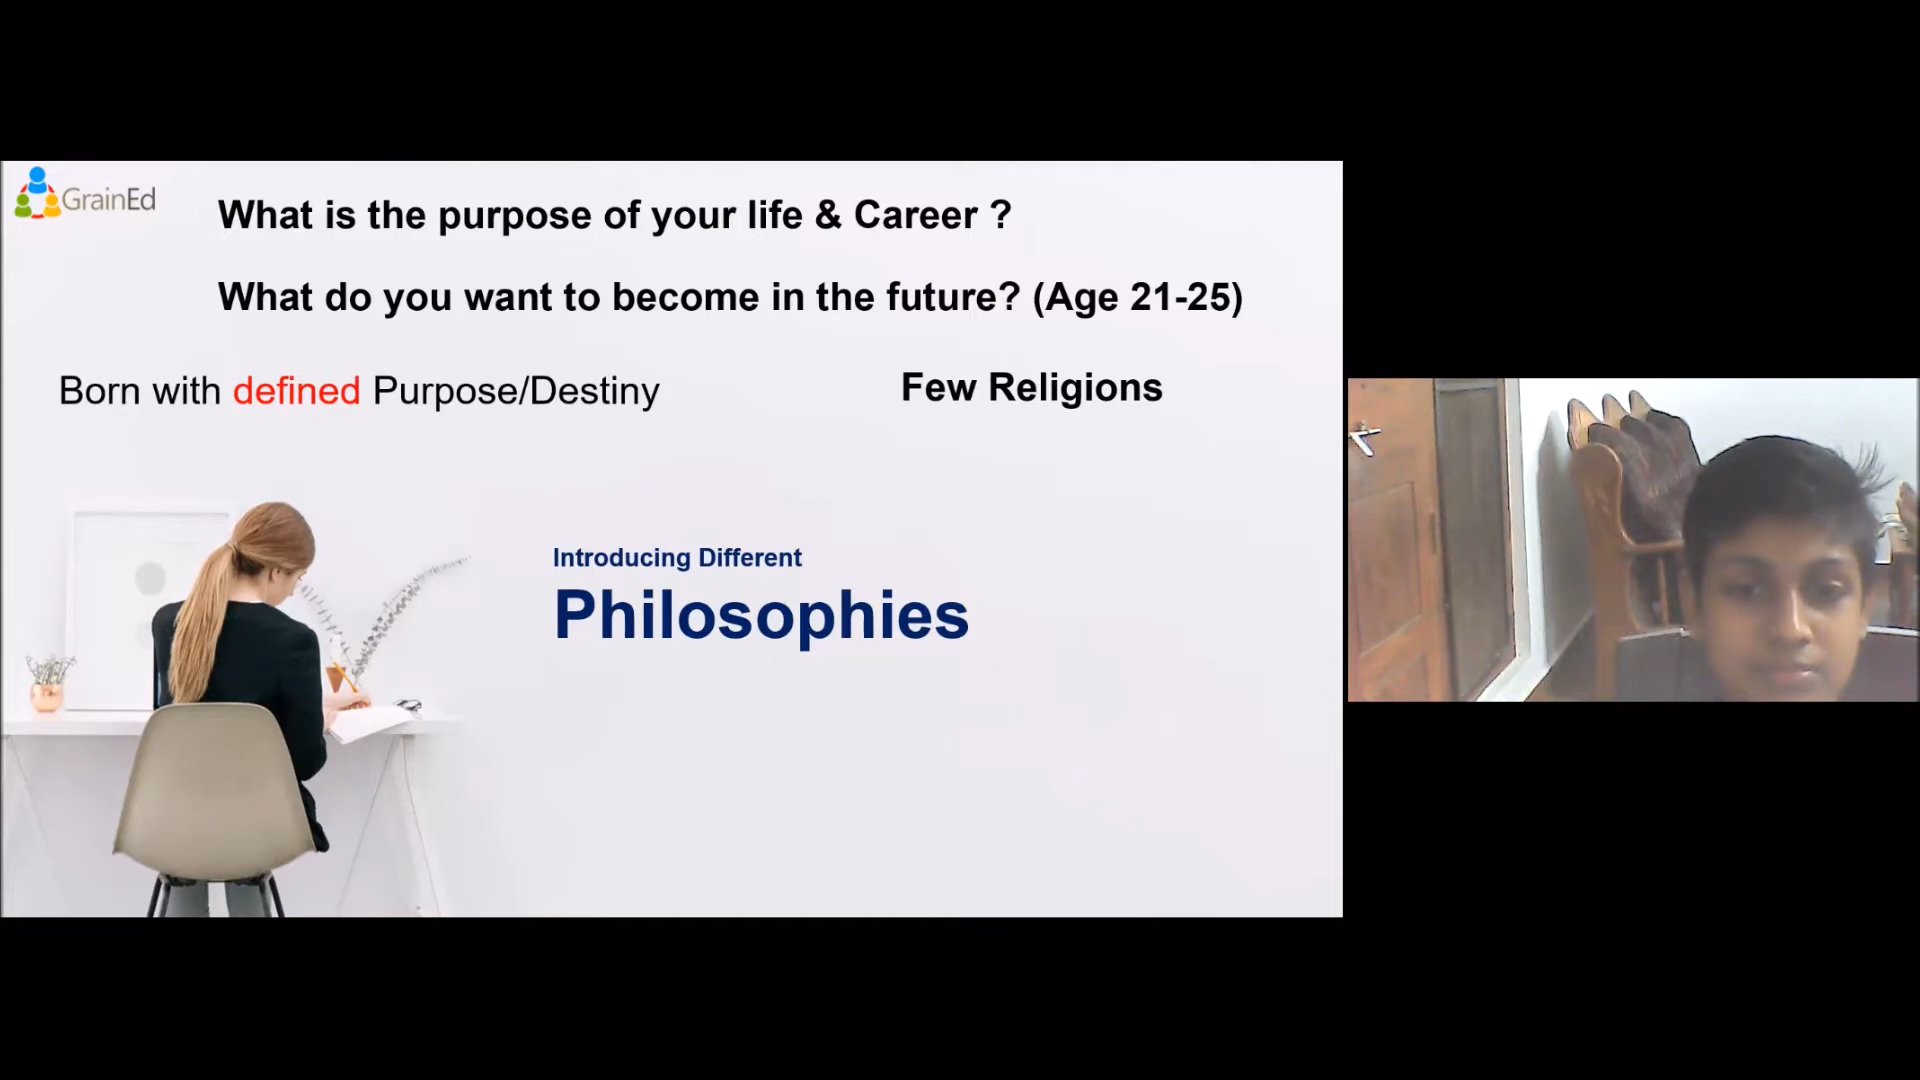 GrainEd
What is the purpose of your life & Career ?
What do you want to become in the future? (Age 21-25)
Born with defined Purpose/Destiny
Few Religions
Introducing Different
Philosophies